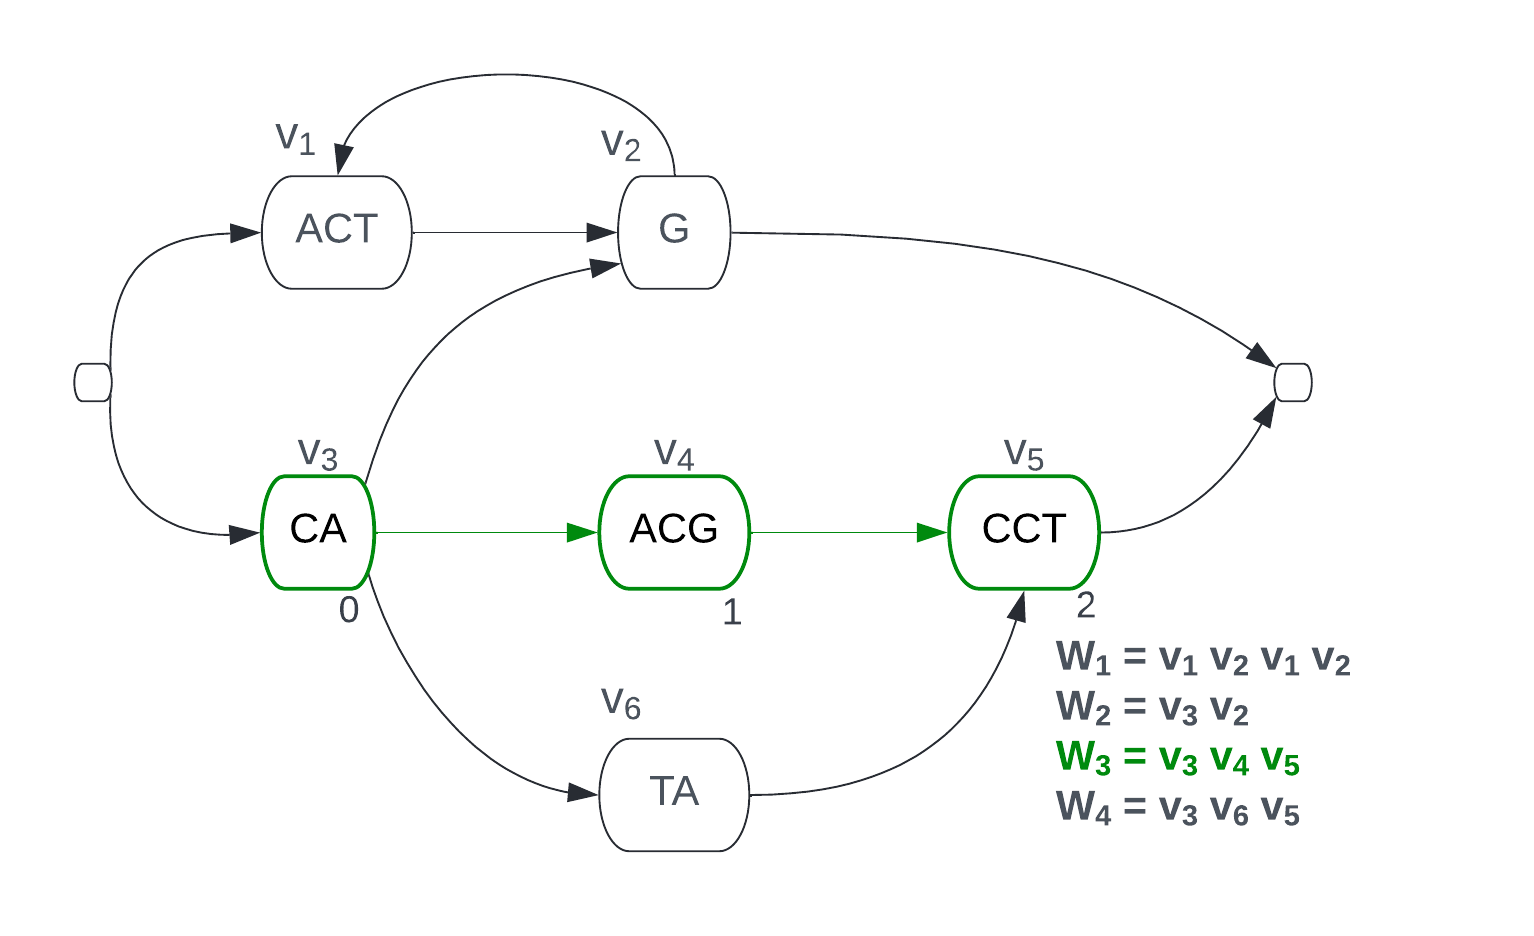 v₁
v₂
ACT
G
v₃
v₄
v₅
CA
ACG
CCT
0
1
2
W₁ = v₁ v₂ v₁ v₂
W₂ = v₃ v₂
W₃ = v₃ v₄ v₅
W₄ = v₃ v₆ v₅
v₆
TA